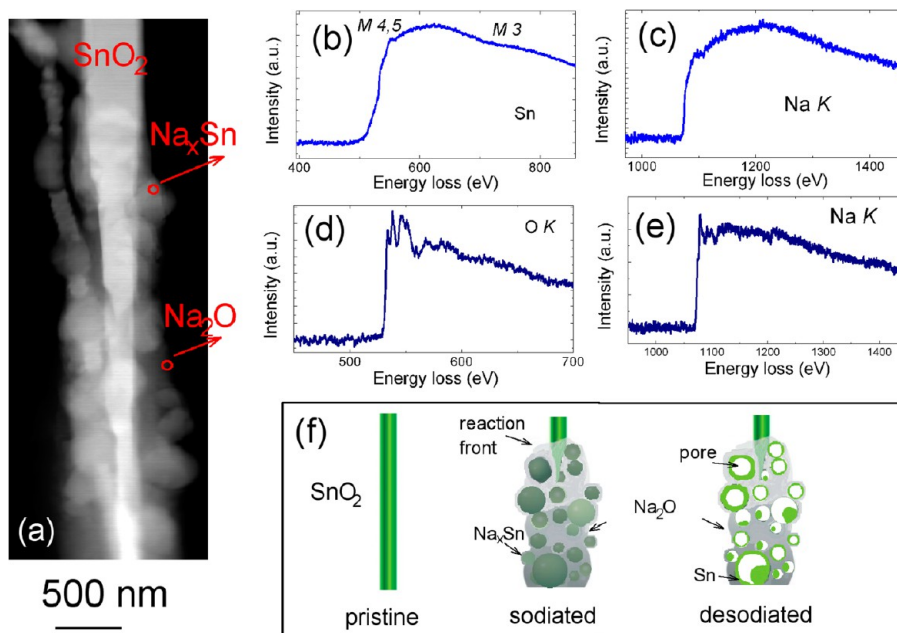 SnO₂
NaₓSn
Na₂O
(a)
500 nm
(b)
M 4,5
M 3
Sn
Intensity (a.u.)
400 600 800
Energy loss (eV)
(c)
Na K
Intensity (a.u.)
1000 1200 1400
Energy loss (eV)
(d)
O K
Intensity (a.u.)
500 600 700
Energy loss (eV)
(e)
Na K
Intensity (a.u.)
1000 1100 1200 1300 1400
Energy loss (eV)
(f)
SnO₂
pristine
reaction
front
NaₓSn
sodiated
Na₂O
pore
Sn
desodiated